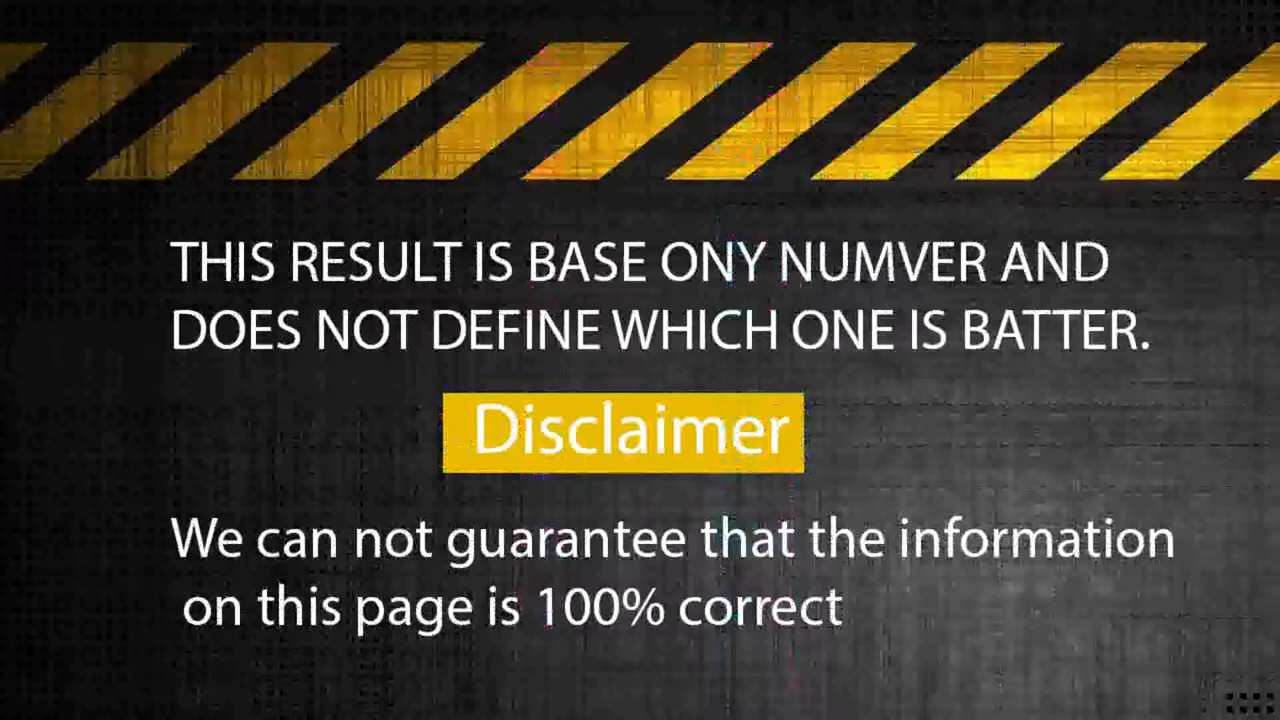 THIS RESULT IS BASE ONY NUMVER AND
DOES NOT DEFINE WHICH ONE IS BATTER.
Disclaimer
We can not guarantee that the information
on this page is 100% correct